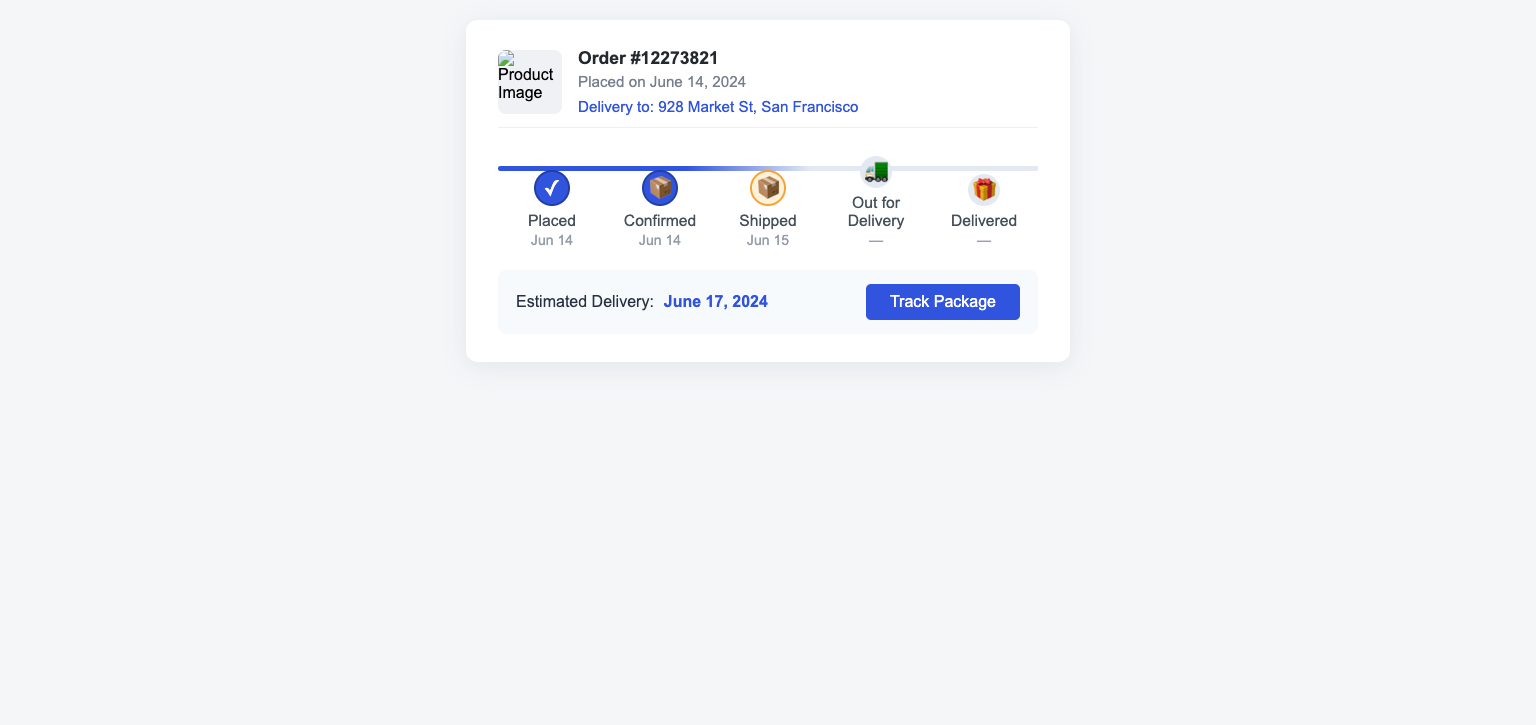 Product
Image
Order #12273821
Placed on June 14, 2024
Delivery to: 928 Market St, San Francisco
Placed
Jun 14
Confirmed
Jun 14
Shipped
Jun 15
Out for
Delivery
—
Delivered
—
Estimated Delivery: June 17, 2024
Track Package